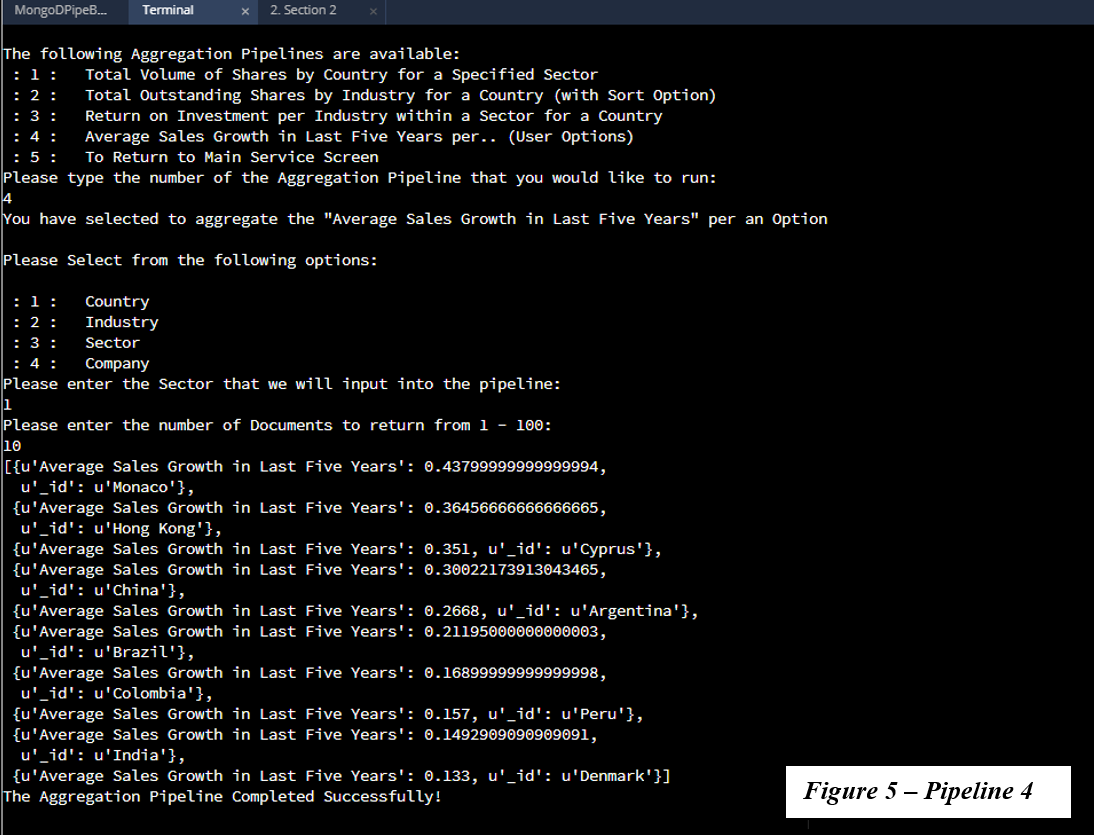 MongoDPipeB... Terminal × 2. Section 2 ×
The following Aggregation Pipelines are available:
: 1 : Total Volume of Shares by Country for a Specified Sector
: 2 : Total Outstanding Shares by Industry for a Country (with Sort Option)
: 3 : Return on Investment per Industry within a Sector for a Country
: 4 : Average Sales Growth in Last Five Years per.. (User Options)
: 5 : To Return to Main Service Screen
Please type the number of the Aggregation Pipeline that you would like to run:
4
You have selected to aggregate the "Average Sales Growth in Last Five Years" per an Option
Please Select from the following options:
: 1 : Country
: 2 : Industry
: 3 : Sector
: 4 : Company
Please enter the Sector that we will input into the pipeline:
1
Please enter the number of Documents to return from 1 - 100:
10
[{u'Average Sales Growth in Last Five Years': 0.43799999999999994,
u'_id': u'Monaco'},
{u'Average Sales Growth in Last Five Years': 0.36456666666666665,
u'_id': u'Hong Kong'},
{u'Average Sales Growth in Last Five Years': 0.351, u'_id': u'Cyprus'},
{u'Average Sales Growth in Last Five Years': 0.30022173913043465,
u'_id': u'China'},
{u'Average Sales Growth in Last Five Years': 0.2668, u'_id': u'Argentina'},
{u'Average Sales Growth in Last Five Years': 0.21195000000000003,
u'_id': u'Brazil'},
{u'Average Sales Growth in Last Five Years': 0.16899999999999998,
u'_id': u'Colombia'},
{u'Average Sales Growth in Last Five Years': 0.157, u'_id': u'Peru'},
{u'Average Sales Growth in Last Five Years': 0.1492909090909091,
u'_id': u'India'},
{u'Average Sales Growth in Last Five Years': 0.133, u'_id': u'Denmark'}]
The Aggregation Pipeline Completed Successfully!
Figure 5 – Pipeline 4